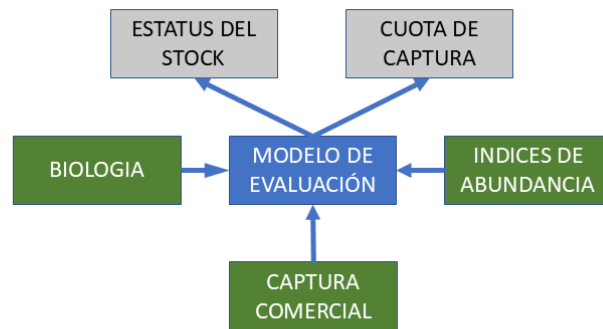 ESTATUS DEL
STOCK
CUOTA DE
CAPTURA
BIOLOGIA
MODELO DE
EVALUACIÓN
INDICES DE
ABUNDANCIA
CAPTURA
COMERCIAL